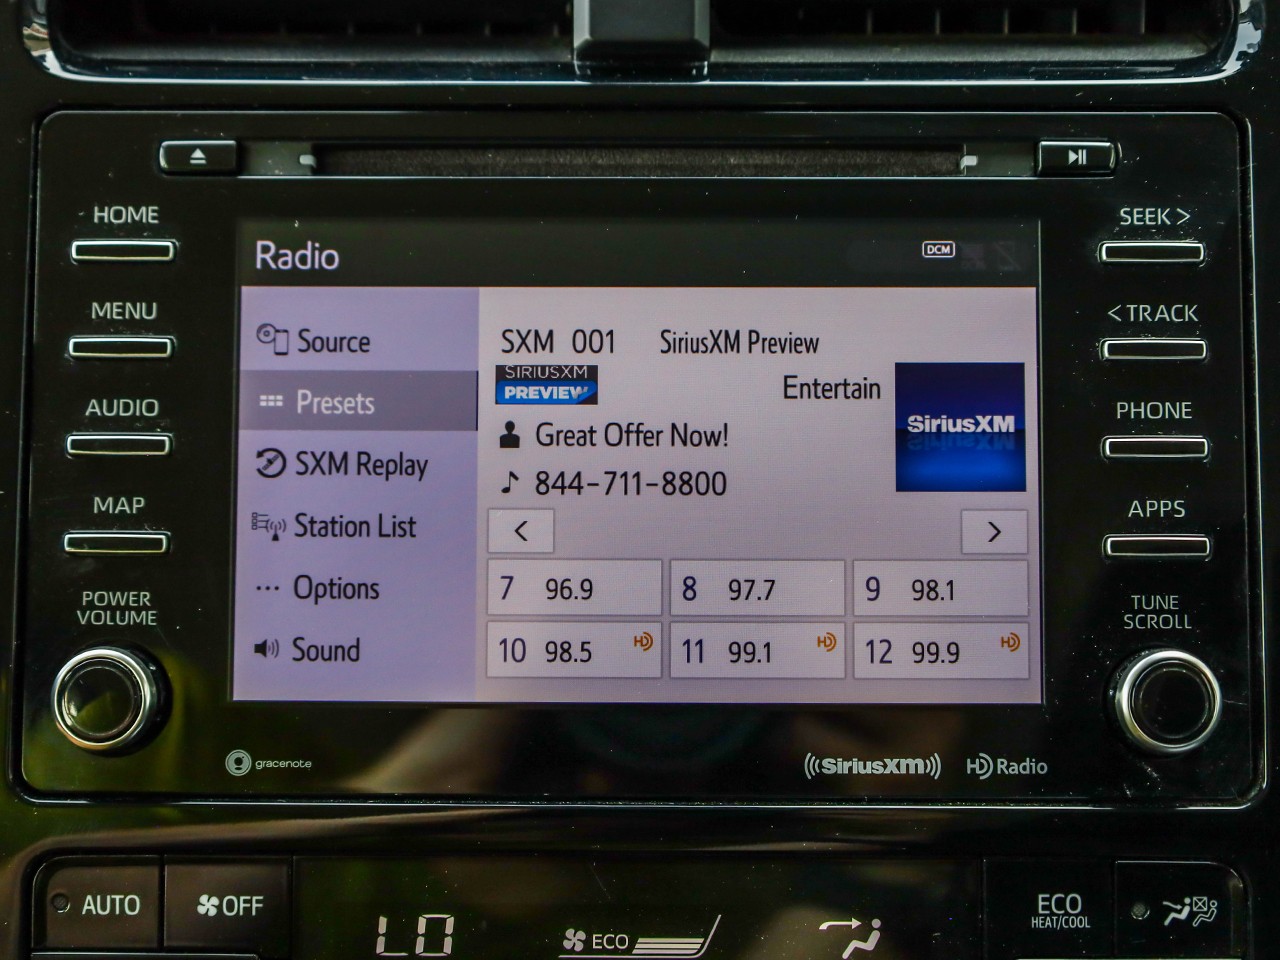 HOME
MENU
AUDIO
MAP
POWER
VOLUME
Radio
DCM
Source
Presets
SXM Replay
Station List
Options
Sound
SXM 001 SiriusXM Preview
SIRIUSXM
PREVIEW
Entertain
SiriusXM
Great Offer Now!
844-711-8800
<
>
7 96.9
8 97.7
9 98.1
10 98.5 HD
11 99.1 HD
12 99.9 HD
SEEK >
< TRACK
PHONE
APPS
TUNE
SCROLL
gracenote
((SiriusXM))
HD Radio
AUTO
OFF
LO
ECO
ECO
HEAT/COOL